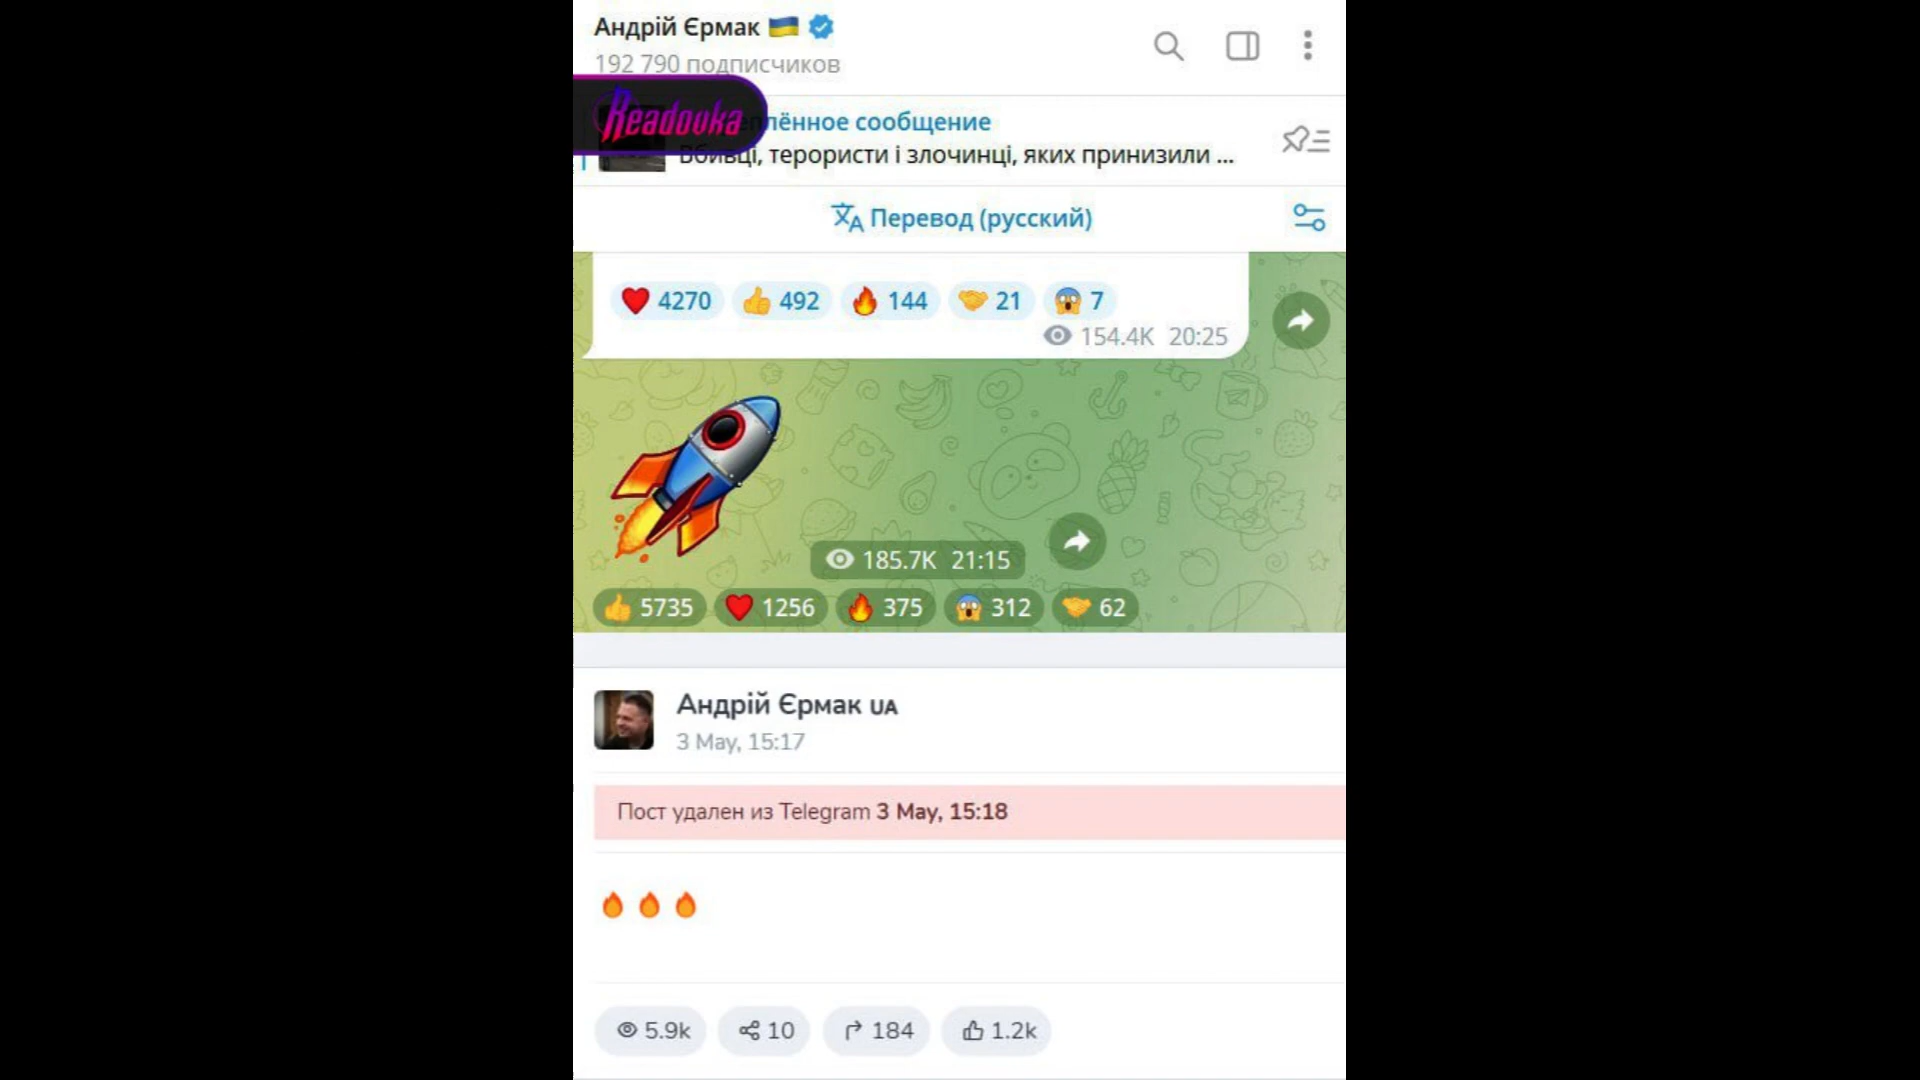 Андрій Єрмак
192 790 подписчиков
Readovka
плённое сообщение
Вбивці, терористи і злочинці, яких принизили ...
Перевод (русский)
4270 492 144 21 7
154.4K 20:25
185.7K 21:15
5735 1256 375 312 62
Андрій Єрмак UA
3 May, 15:17
Пост удален из Telegram 3 May, 15:18
5.9k 10 184 1.2k